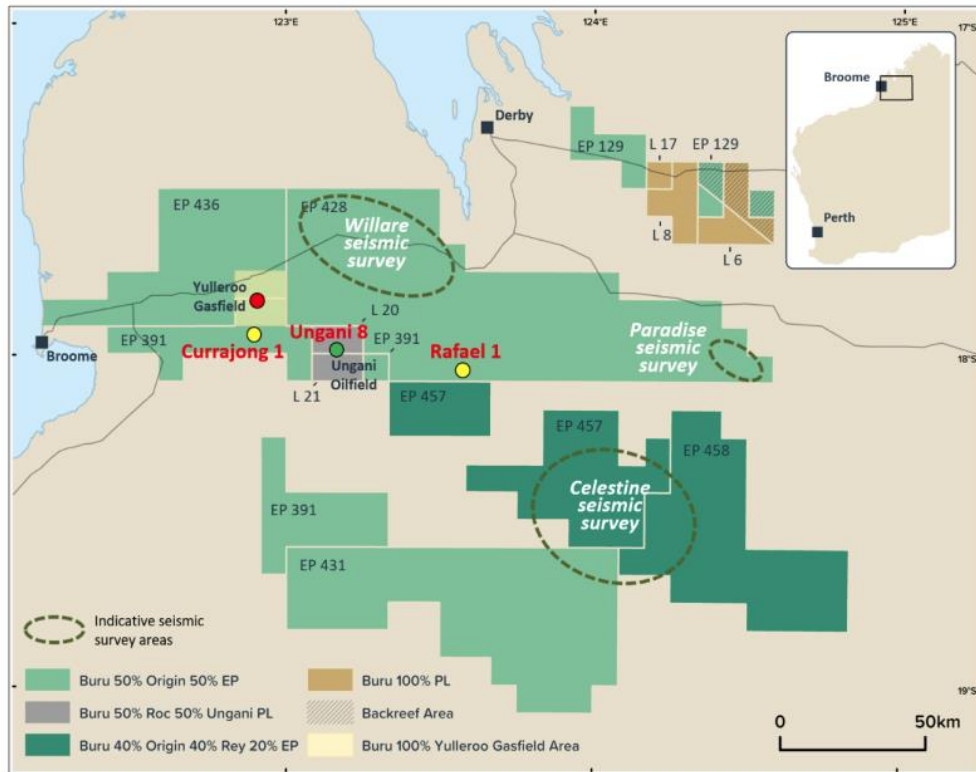 123°E
124°E
125°E
17°S
Broome
Perth
Derby
L 17
EP 129
EP 129
L 8
L 6
EP 436
EP 428
Willare
seismic
survey
Yulleroo
Gasfield
L 20
Ungani 8
EP 391
EP 391
Currajong 1
Rafael 1
Paradise
seismic
survey
Broome
Ungani
Oilfield
18°S
L 21
EP 457
EP 457
EP 458
Celestine
seismic
survey
EP 391
EP 431
Indicative seismic
survey areas
Buru 50% Origin 50% EP
Buru 50% Roc 50% Ungani PL
Buru 40% Origin 40% Rey 20% EP
Buru 100% PL
Backreef Area
Buru 100% Yulleroo Gasfield Area
19°S
0
50km